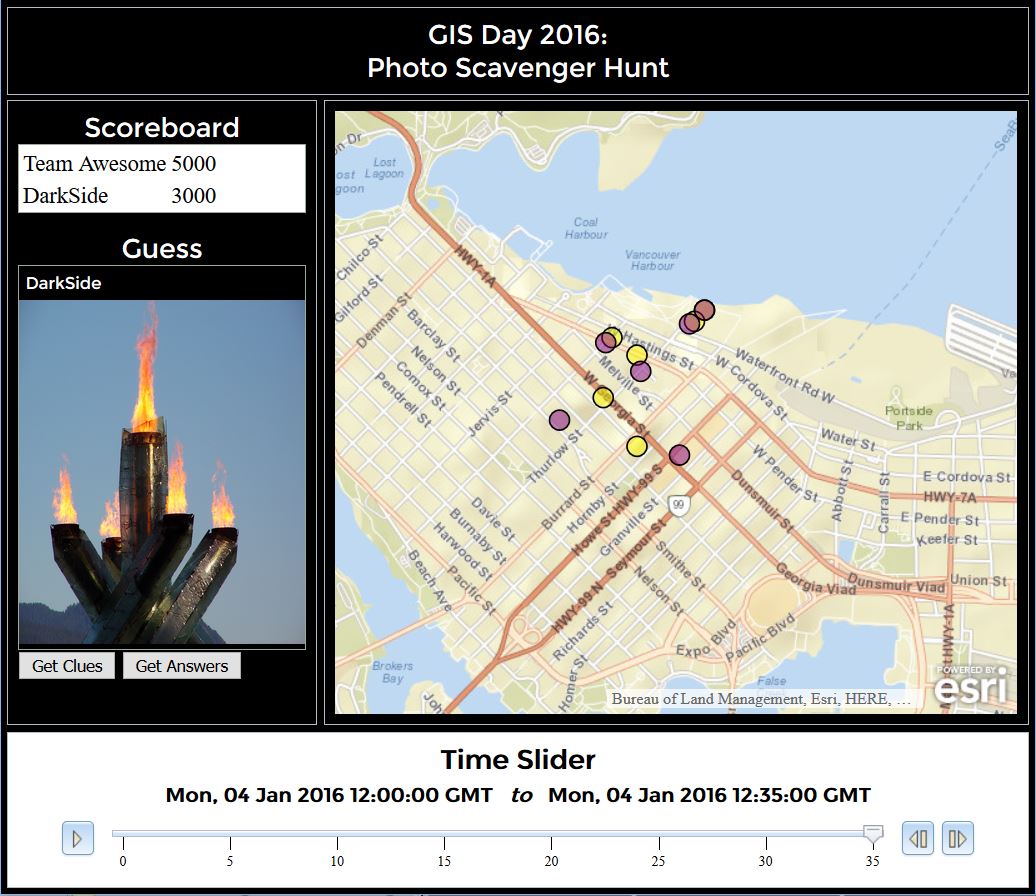 GIS Day 2016:
Photo Scavenger Hunt
Scoreboard
Team Awesome 5000
DarkSide 3000
Guess
DarkSide
Get Clues
Get Answers
Lost
Lagoon
ost
goon
n Dr
Coal
Harbour
Vancouver
Harbour
SeaB
HWY-1A
Chilco St
Gilford St
Denman St
Barclay St
Nelson St
Comox St
Pendrell St
Jervis St
Hastings St
Melville St
W Georgia St
Waterfront Rd W
W Cordova St
Portside
Park
Water St
Thurlow St
W Pender St
Abbott St
Carrall St
E Cordova St
HWY-7A
E Pender St
Keefer St
Burrard St
Hornby St
Howe St
HWY-99 S
Granville St
Seymour St
99
Dunsmuir St
Davie St
Burnaby St
Harwood St
Beach Ave
Pacific St
Smithe St
Nelson St
Georgia Viad
Dunsmuir Viad
Union St
HWY-1A
HWY-99 N
Richards St
Homer St
Expo Blvd
Pacific Blvd
Brokers
Bay
False
POWERED BY
esri
Bureau of Land Management, Esri, HERE, …
Time Slider
Mon, 04 Jan 2016 12:00:00 GMT to Mon, 04 Jan 2016 12:35:00 GMT
0 5 10 15 20 25 30 35